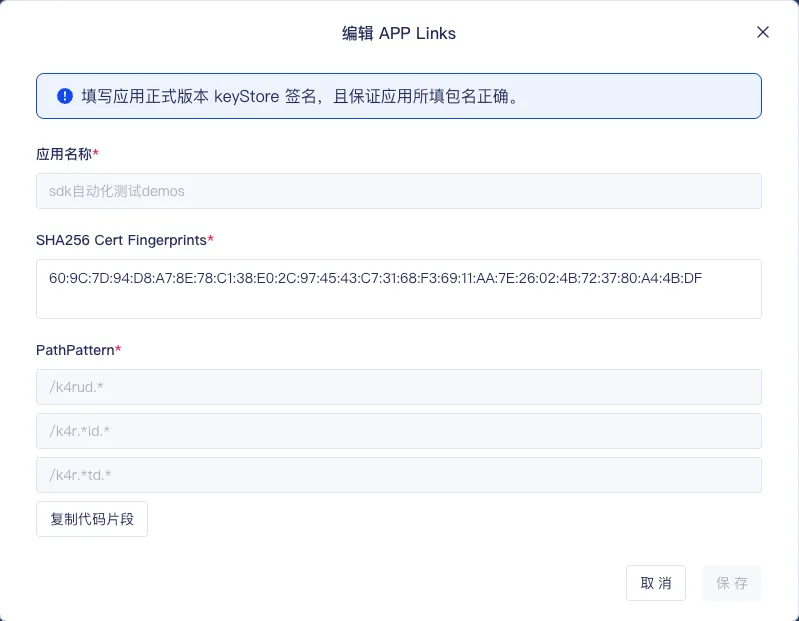 编辑 APP Links
填写应用正式版本 keyStore 签名，且保证应用所填包名正确。
应用名称*
sdk自动化测试demos
SHA256 Cert Fingerprints*
60:9C:7D:94:D8:A7:8E:78:C1:38:E0:2C:97:45:43:C7:31:68:F3:69:11:AA:7E:26:02:4B:72:37:80:A4:4B:DF
PathPattern*
/k4rud.*
/k4r.*id.*
/k4r.*td.*
复制代码片段
取 消
保 存